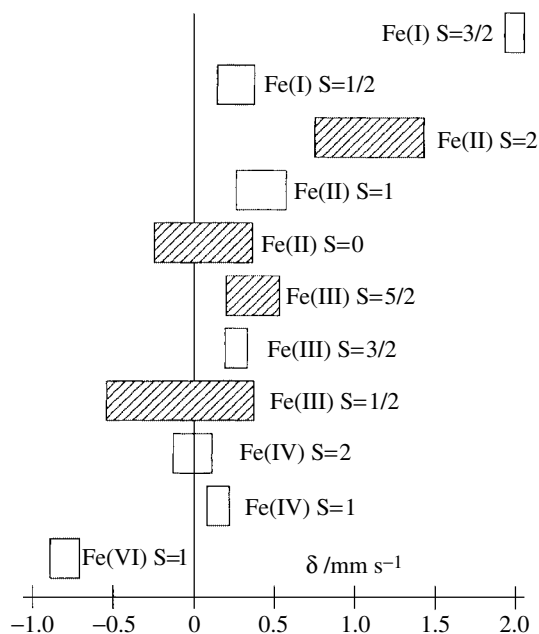 Fe(I) S=3/2
Fe(I) S=1/2
Fe(II) S=2
Fe(II) S=1
Fe(II) S=0
Fe(III) S=5/2
Fe(III) S=3/2
Fe(III) S=1/2
Fe(IV) S=2
Fe(IV) S=1
Fe(VI) S=1
δ /mm s⁻¹
−1.0 −0.5 0 0.5 1.0 1.5 2.0